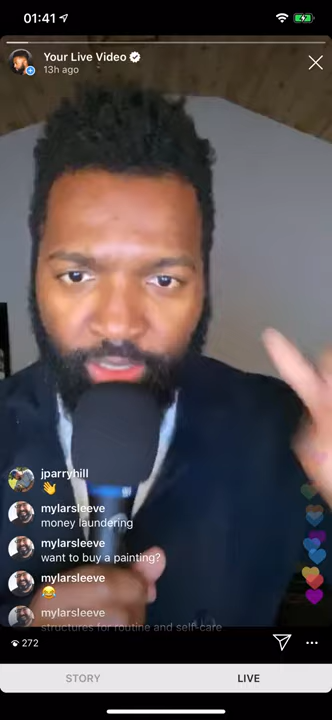 01:41
Your Live Video
13h ago
jparryhill
👋
mylarsleeve
money laundering
mylarsleeve
want to buy a painting?
mylarsleeve
😂
mylarsleeve
structures for routine and self-care
272
STORY
LIVE